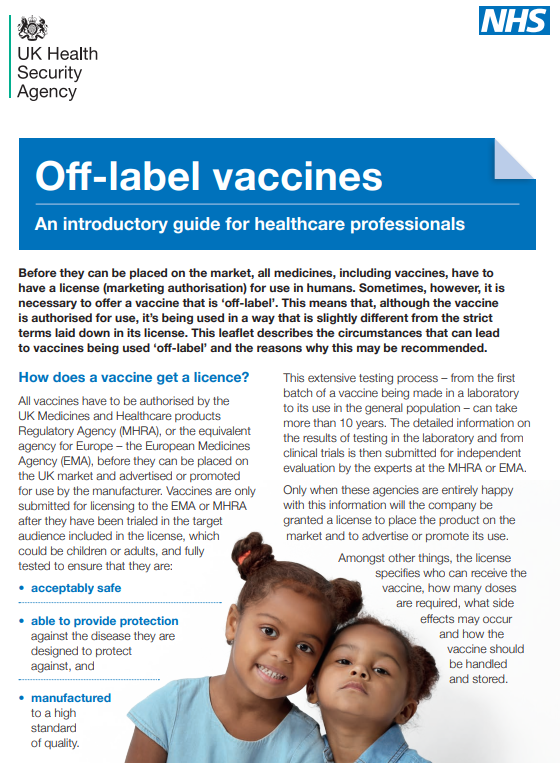 NHS
UK Health
Security
Agency
Off-label vaccines
An introductory guide for healthcare professionals
Before they can be placed on the market, all medicines, including vaccines, have to
have a license (marketing authorisation) for use in humans. Sometimes, however, it is
necessary to offer a vaccine that is ‘off-label’. This means that, although the vaccine
is authorised for use, it’s being used in a way that is slightly different from the strict
terms laid down in its license. This leaflet describes the circumstances that can lead
to vaccines being used ‘off-label’ and the reasons why this may be recommended.
How does a vaccine get a licence?
All vaccines have to be authorised by the
UK Medicines and Healthcare products
Regulatory Agency (MHRA), or the equivalent
agency for Europe – the European Medicines
Agency (EMA), before they can be placed on
the UK market and advertised or promoted
for use by the manufacturer. Vaccines are only
submitted for licensing to the EMA or MHRA
after they have been trialed in the target
audience included in the license, which
could be children or adults, and fully
tested to ensure that they are:
• acceptably safe
• able to provide protection
against the disease they are
designed to protect
against, and
• manufactured
to a high
standard
of quality.
This extensive testing process – from the first
batch of a vaccine being made in a laboratory
to its use in the general population – can take
more than 10 years. The detailed information on
the results of testing in the laboratory and from
clinical trials is then submitted for independent
evaluation by the experts at the MHRA or EMA.
Only when these agencies are entirely happy
with this information will the company be
granted a license to place the product on the
market and to advertise or promote its use.
Amongst other things, the license
specifies who can receive the
vaccine, how many doses
are required, what side
effects may occur
and how the
vaccine should
be handled
and stored.